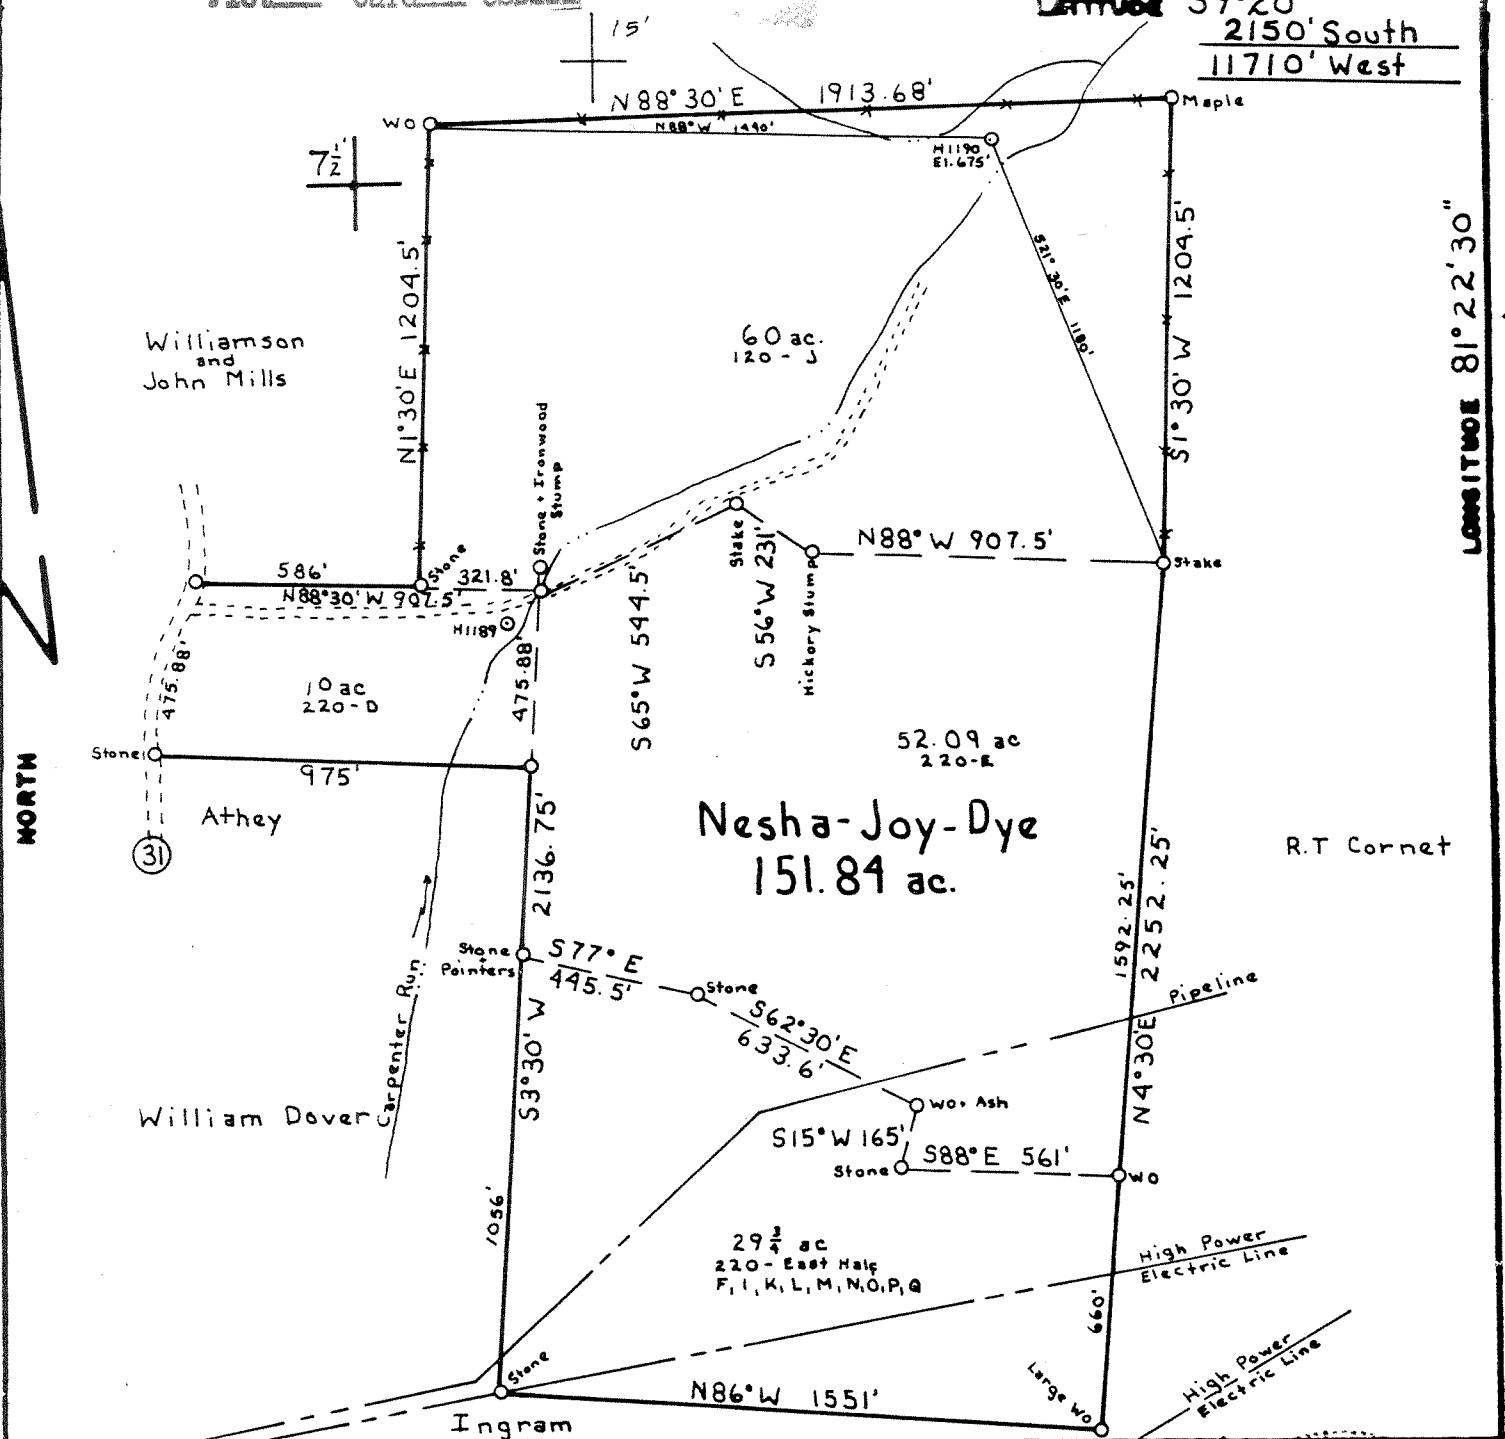 LATITUDE 39°20'
2150' South
11710' West
15'
N88°30'E 1913.68'
Maple
WO
N88°W 1490'
H1190
El.675'
7½'
N1°30'E 1204.5'
S21°30'E 1180'
S1°30'W 1204.5'
LONGITUDE 81°22'30"
Williamson
and
John Mills
60 ac.
120-J
Stone + Ironwood
Stump
Stone
586'
321.8'
N88°30'W 907.5'
H1189
475.88'
475.88'
10 ac
220-D
Stake
S56°W 231'
S65°W 544.5'
Hickory Stump
N88°W 907.5'
Stake
52.09 ac
220-E
Stone
975'
Athey
31
NORTH
Nesha-Joy-Dye
151.84 ac.
R.T Cornet
2136.75'
S3°30'W
1592.25'
N4°30'E 2252.25'
Stone
+
Pointers
S77°E
445.5'
Stone
S62°30'E
633.6'
Pipeline
Carpenter Run
William Dover
WO+ Ash
S15°W 165'
Stone
S88°E 561'
WO
1056'
29¾ ac
220- East Half
F, I, K, L, M, N, O, P, Q
High Power
Electric Line
660'
High Power
Electric Line
Stone
N86°W 1551'
Large WO
Ingram